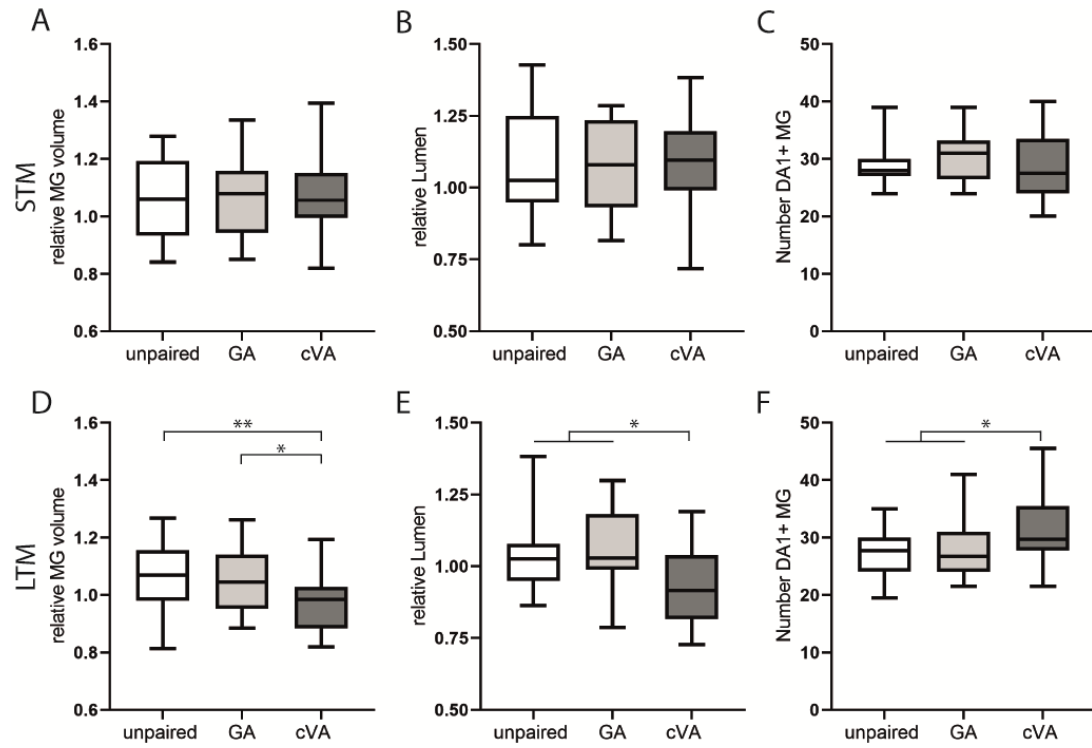 A
STM
relative MG volume
1.6
1.4
1.2
1.0
0.8
0.6
unpaired GA cVA
B
relative Lumen
1.50
1.25
1.00
0.75
0.50
unpaired GA cVA
C
Number DA1+ MG
50
40
30
20
10
0
unpaired GA cVA
D
LTM
relative MG volume
1.6
1.4
1.2
1.0
0.8
0.6
**
*
unpaired GA cVA
E
relative Lumen
1.50
1.25
1.00
0.75
0.50
*
unpaired GA cVA
F
Number DA1+ MG
50
40
30
20
10
0
*
unpaired GA cVA